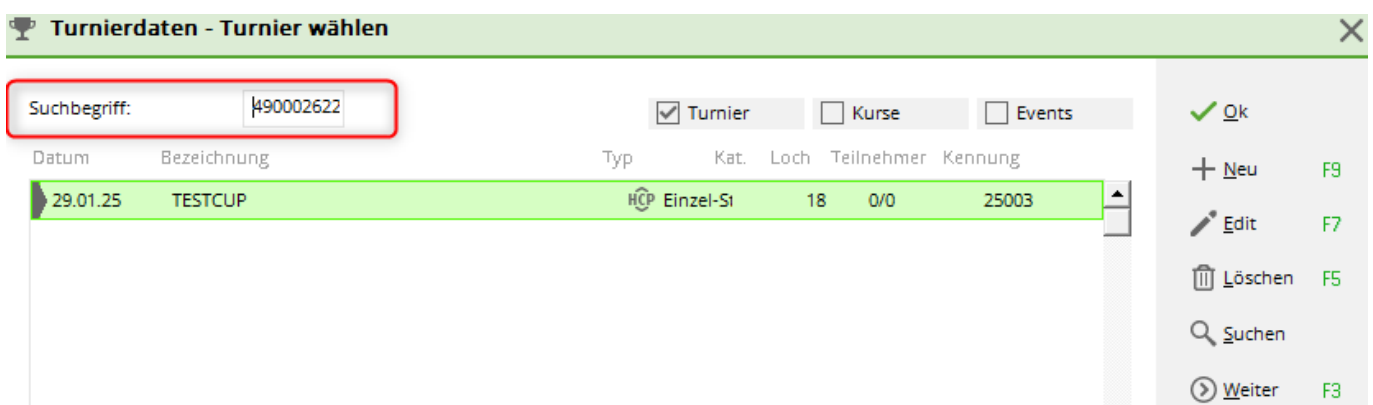 Turnierdaten - Turnier wählen
Suchbegriff: 490002622 Turnier Kurse Events
Datum Bezeichnung Typ Kat. Loch Teilnehmer Kennung
29.01.25 TESTCUP HCP Einzel-St 18 0/0 25003
Ok
Neu F9
Edit F7
Löschen F5
Suchen
Weiter F3